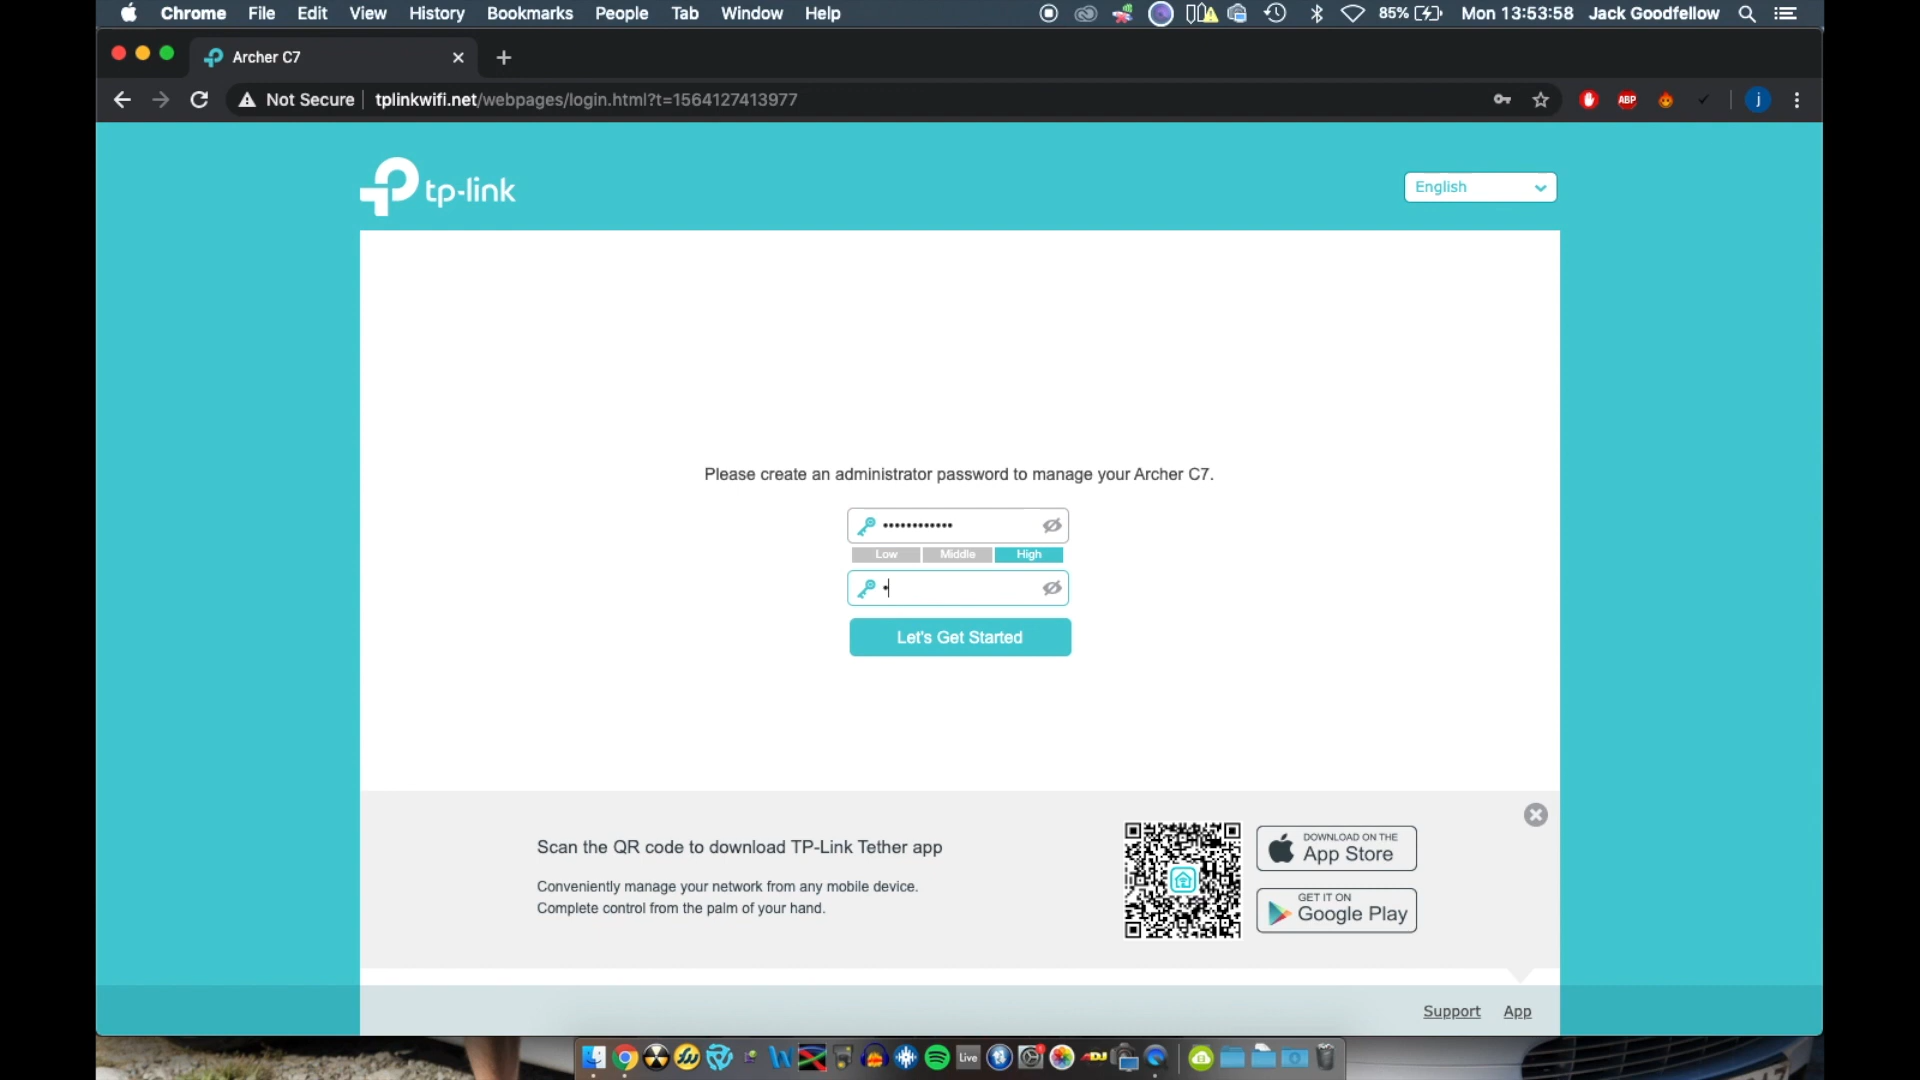 Chrome File Edit View History Bookmarks People Tab Window Help 85% Mon 13:53:58 Jack Goodfellow
Archer C7
Not Secure tplinkwifi.net/webpages/login.html?t=1564127413977 ABP j
tp-link
English
Please create an administrator password to manage your Archer C7.
••••••••••••
Low Middle High
•
Let's Get Started
Scan the QR code to download TP-Link Tether app
Conveniently manage your network from any mobile device.
Complete control from the palm of your hand.
DOWNLOAD ON THE
App Store
GET IT ON
Google Play
Support App
Live